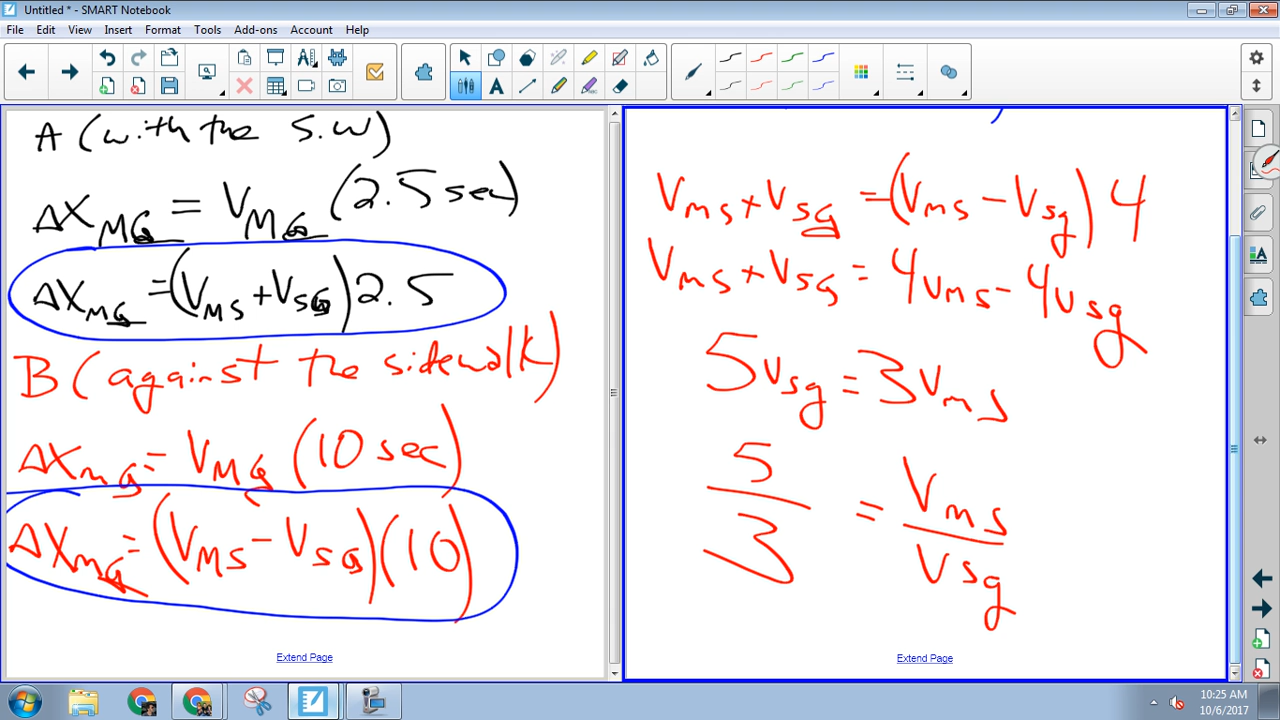 Untitled * - SMART Notebook
File Edit View Insert Format Tools Add-ons Account Help
A (with the s.w)
ΔX_MG = V_MG (2.5 sec)
ΔX_MG = (V_MS + V_SG) 2.5
B (against the sidewalk)
ΔX_MG = V_MG (10 sec)
ΔX_MG = (V_MS - V_SG)(10)
Extend Page
V_ms + V_sg = (V_ms - V_sg) 4
V_ms + V_sg = 4V_ms - 4V_sg
5V_sg = 3V_ms
5/3 = V_ms/V_sg
Extend Page
10:25 AM
10/6/2017